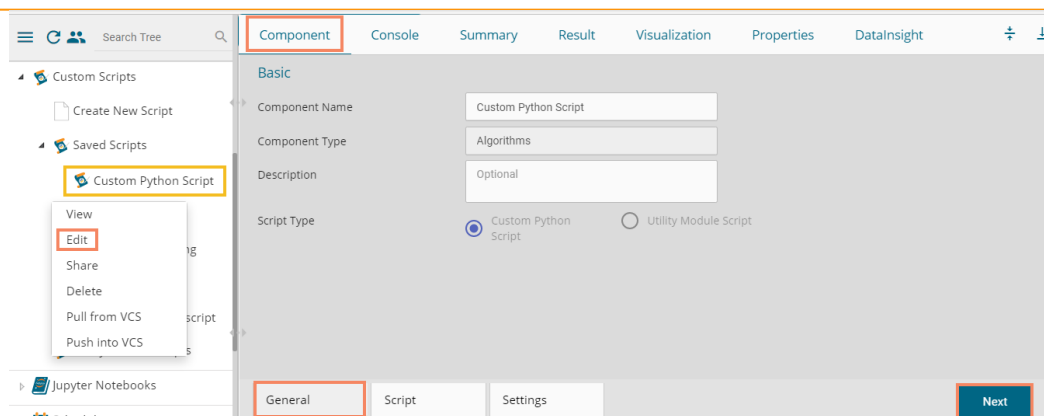 Search Tree
Custom Scripts
Create New Script
Saved Scripts
Custom Python Script
View
Edit
Share
Delete
Pull from VCS
Push into VCS
ng
script
s
Jupyter Notebooks
Component Console Summary Result Visualization Properties DataInsight
Basic
Component Name Custom Python Script
Component Type Algorithms
Description Optional
Script Type Custom Python Utility Module Script
Script
General Script Settings Next